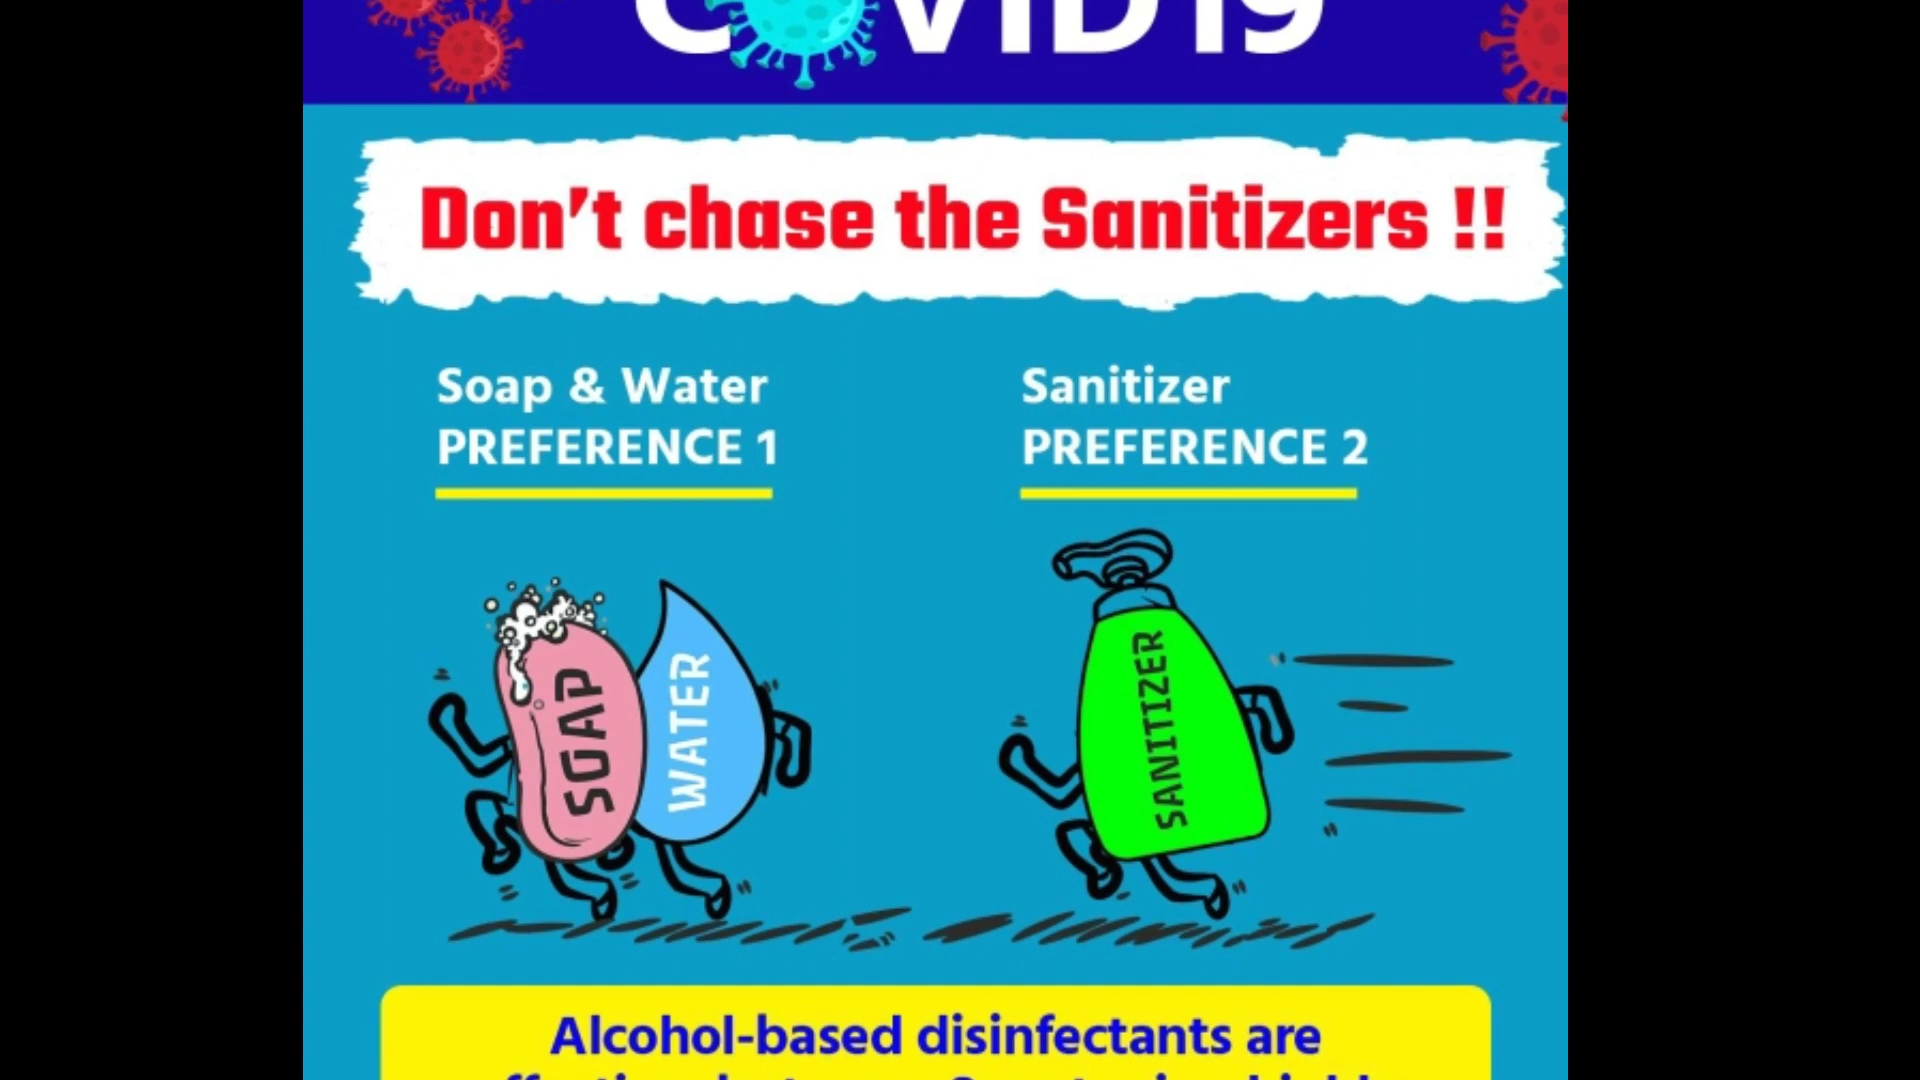 COVID19
Don't chase the Sanitizers !!
Soap & Water
PREFERENCE 1
Sanitizer
PREFERENCE 2
SOAP
WATER
SANITIZER
Alcohol-based disinfectants are